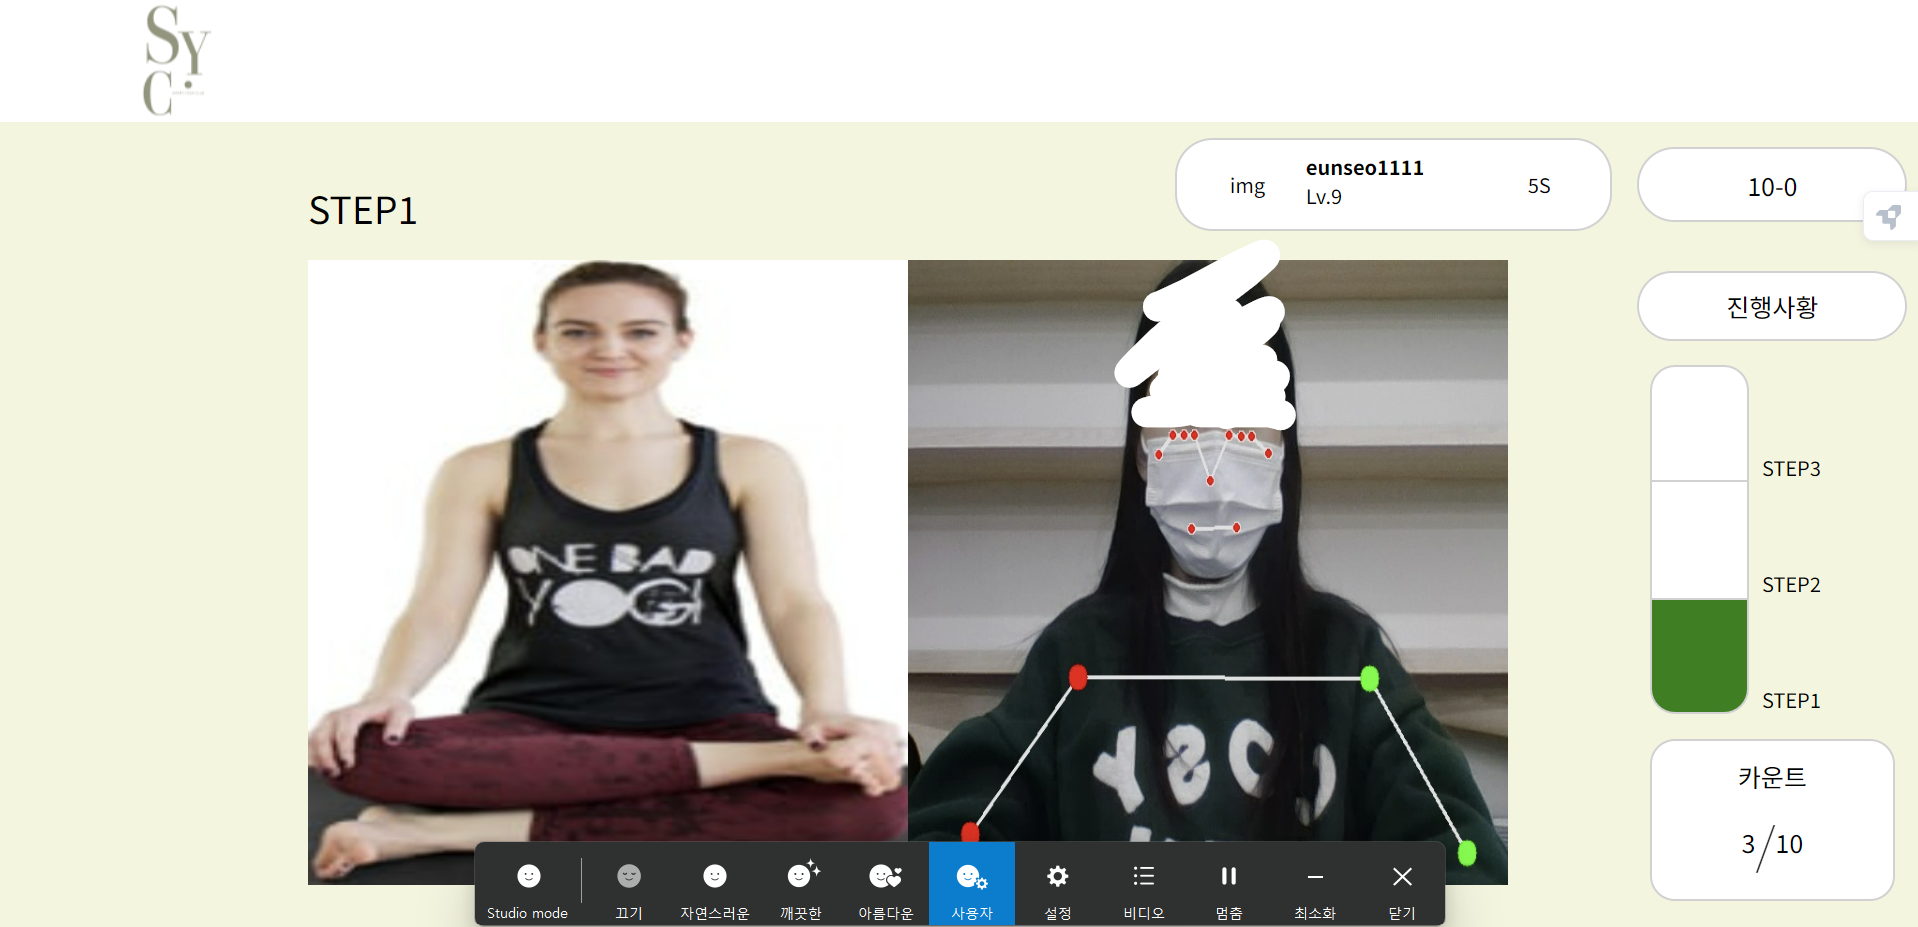 SY
C
STEP1
img
eunseo1111
Lv.9
5S
10-0
진행사황
ONE BAD
YOGI
STEP3
STEP2
STEP1
카운트
3/10
Studio mode
끄기
자연스러운
깨끗한
아름다운
사용자
설정
비디오
멈춤
최소화
닫기